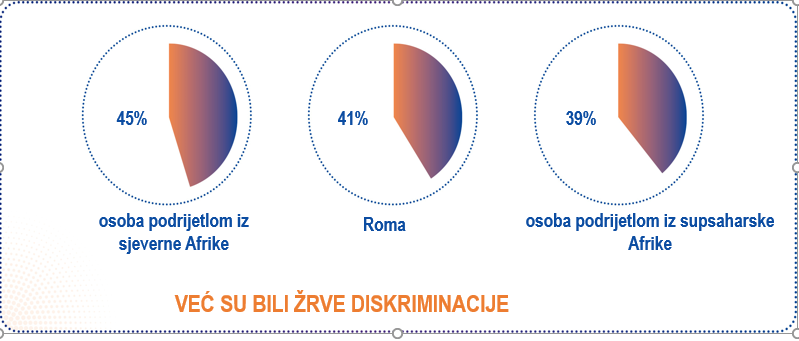 45%
41%
39%
osoba podrijetlom iz
sjeverne Afrike
Roma
osoba podrijetlom iz supsaharske
Afrike
VEĆ SU BILI ŽRVE DISKRIMINACIJE